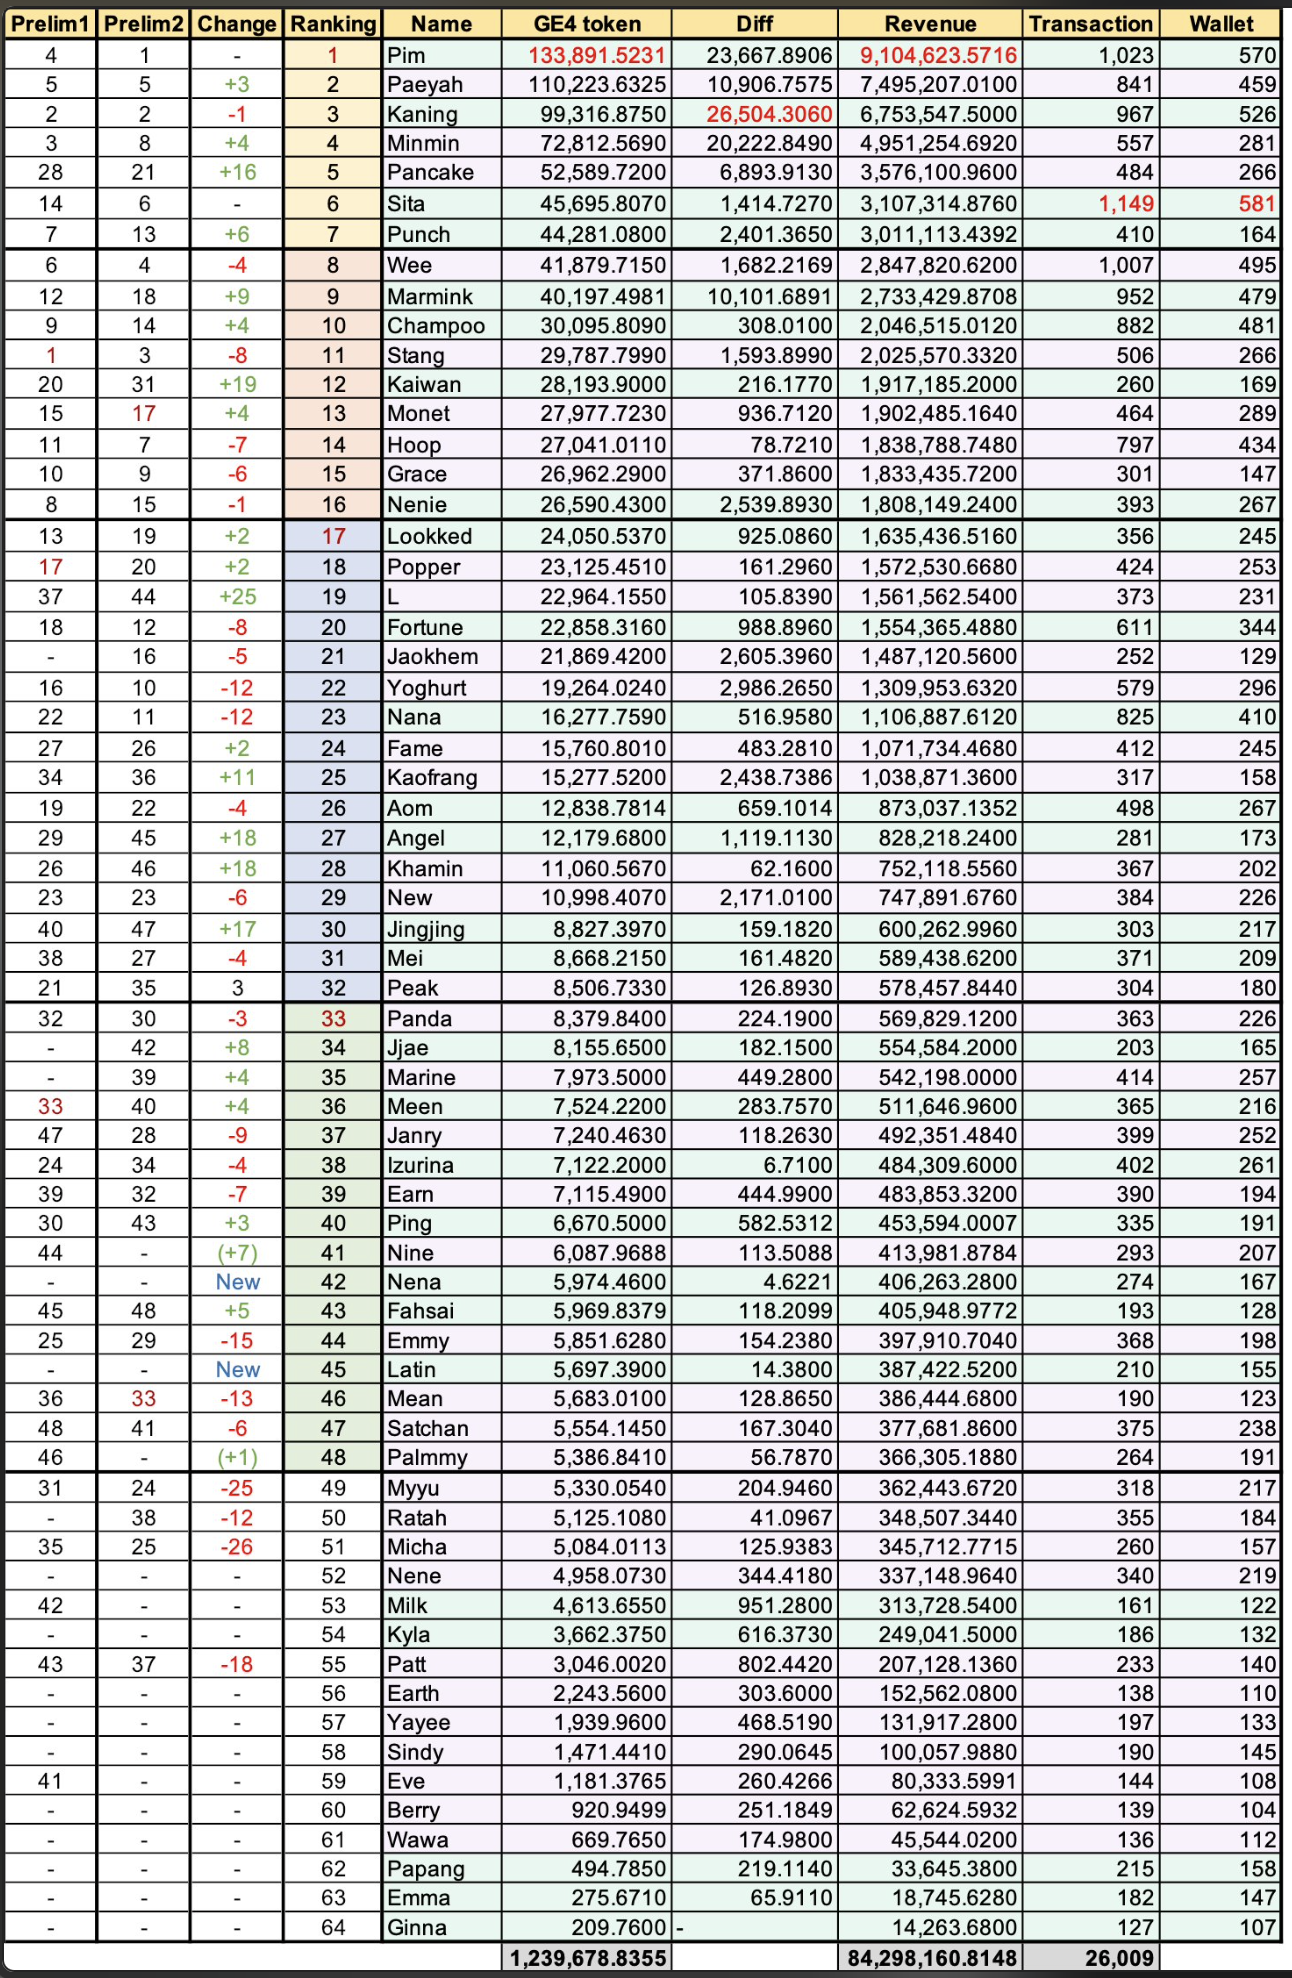 Prelim1 Prelim2 Change Ranking Name GE4 token Diff Revenue Transaction Wallet
4 1 - 1 Pim 133,891.5231 23,667.8906 9,104,623.5716 1,023 570
5 5 +3 2 Paeyah 110,223.6325 10,906.7575 7,495,207.0100 841 459
2 2 -1 3 Kaning 99,316.8750 26,504.3060 6,753,547.5000 967 526
3 8 +4 4 Minmin 72,812.5690 20,222.8490 4,951,254.6920 557 281
28 21 +16 5 Pancake 52,589.7200 6,893.9130 3,576,100.9600 484 266
14 6 - 6 Sita 45,695.8070 1,414.7270 3,107,314.8760 1,149 581
7 13 +6 7 Punch 44,281.0800 2,401.3650 3,011,113.4392 410 164
6 4 -4 8 Wee 41,879.7150 1,682.2169 2,847,820.6200 1,007 495
12 18 +9 9 Marmink 40,197.4981 10,101.6891 2,733,429.8708 952 479
9 14 +4 10 Champoo 30,095.8090 308.0100 2,046,515.0120 882 481
1 3 -8 11 Stang 29,787.7990 1,593.8990 2,025,570.3320 506 266
20 31 +19 12 Kaiwan 28,193.9000 216.1770 1,917,185.2000 260 169
15 17 +4 13 Monet 27,977.7230 936.7120 1,902,485.1640 464 289
11 7 -7 14 Hoop 27,041.0110 78.7210 1,838,788.7480 797 434
10 9 -6 15 Grace 26,962.2900 371.8600 1,833,435.7200 301 147
8 15 -1 16 Nenie 26,590.4300 2,539.8930 1,808,149.2400 393 267
13 19 +2 17 Lookked 24,050.5370 925.0860 1,635,436.5160 356 245
17 20 +2 18 Popper 23,125.4510 161.2960 1,572,530.6680 424 253
37 44 +25 19 L 22,964.1550 105.8390 1,561,562.5400 373 231
18 12 -8 20 Fortune 22,858.3160 988.8960 1,554,365.4880 611 344
- 16 -5 21 Jaokhem 21,869.4200 2,605.3960 1,487,120.5600 252 129
16 10 -12 22 Yoghurt 19,264.0240 2,986.2650 1,309,953.6320 579 296
22 11 -12 23 Nana 16,277.7590 516.9580 1,106,887.6120 825 410
27 26 +2 24 Fame 15,760.8010 483.2810 1,071,734.4680 412 245
34 36 +11 25 Kaofrang 15,277.5200 2,438.7386 1,038,871.3600 317 158
19 22 -4 26 Aom 12,838.7814 659.1014 873,037.1352 498 267
29 45 +18 27 Angel 12,179.6800 1,119.1130 828,218.2400 281 173
26 46 +18 28 Khamin 11,060.5670 62.1600 752,118.5560 367 202
23 23 -6 29 New 10,998.4070 2,171.0100 747,891.6760 384 226
40 47 +17 30 Jingjing 8,827.3970 159.1820 600,262.9960 303 217
38 27 -4 31 Mei 8,668.2150 161.4820 589,438.6200 371 209
21 35 3 32 Peak 8,506.7330 126.8930 578,457.8440 304 180
32 30 -3 33 Panda 8,379.8400 224.1900 569,829.1200 363 226
- 42 +8 34 Jjae 8,155.6500 182.1500 554,584.2000 203 165
- 39 +4 35 Marine 7,973.5000 449.2800 542,198.0000 414 257
33 40 +4 36 Meen 7,524.2200 283.7570 511,646.9600 365 216
47 28 -9 37 Janry 7,240.4630 118.2630 492,351.4840 399 252
24 34 -4 38 Izurina 7,122.2000 6.7100 484,309.6000 402 261
39 32 -7 39 Earn 7,115.4900 444.9900 483,853.3200 390 194
30 43 +3 40 Ping 6,670.5000 582.5312 453,594.0007 335 191
44 - (+7) 41 Nine 6,087.9688 113.5088 413,981.8784 293 207
- - New 42 Nena 5,974.4600 4.6221 406,263.2800 274 167
45 48 +5 43 Fahsai 5,969.8379 118.2099 405,948.9772 193 128
25 29 -15 44 Emmy 5,851.6280 154.2380 397,910.7040 368 198
- - New 45 Latin 5,697.3900 14.3800 387,422.5200 210 155
36 33 -13 46 Mean 5,683.0100 128.8650 386,444.6800 190 123
48 41 -6 47 Satchan 5,554.1450 167.3040 377,681.8600 375 238
46 - (+1) 48 Palmmy 5,386.8410 56.7870 366,305.1880 264 191
31 24 -25 49 Myyu 5,330.0540 204.9460 362,443.6720 318 217
- 38 -12 50 Ratah 5,125.1080 41.0967 348,507.3440 355 184
35 25 -26 51 Micha 5,084.0113 125.9383 345,712.7715 260 157
- - - 52 Nene 4,958.0730 344.4180 337,148.9640 340 219
42 - - 53 Milk 4,613.6550 951.2800 313,728.5400 161 122
- - - 54 Kyla 3,662.3750 616.3730 249,041.5000 186 132
43 37 -18 55 Patt 3,046.0020 802.4420 207,128.1360 233 140
- - - 56 Earth 2,243.5600 303.6000 152,562.0800 138 110
- - - 57 Yayee 1,939.9600 468.5190 131,917.2800 197 133
- - - 58 Sindy 1,471.4410 290.0645 100,057.9880 190 145
41 - - 59 Eve 1,181.3765 260.4266 80,333.5991 144 108
- - - 60 Berry 920.9499 251.1849 62,624.5932 139 104
- - - 61 Wawa 669.7650 174.9800 45,544.0200 136 112
- - - 62 Papang 494.7850 219.1140 33,645.3800 215 158
- - - 63 Emma 275.6710 65.9110 18,745.6280 182 147
- - - 64 Ginna 209.7600 - 14,263.6800 127 107
1,239,678.8355 84,298,160.8148 26,009